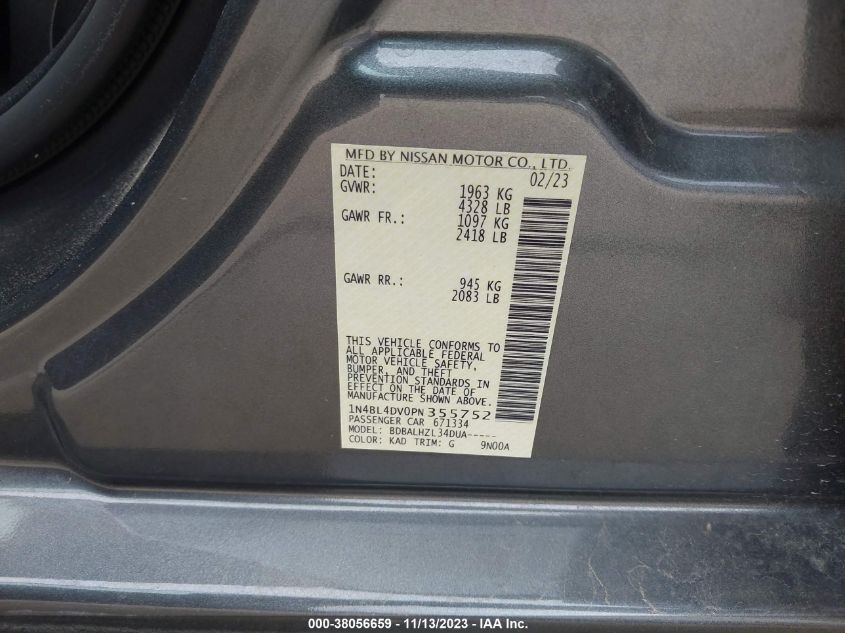 MFD BY NISSAN MOTOR CO., LTD.
DATE: 02/23
GVWR: 1963 KG
4328 LB
GAWR FR.: 1097 KG
2418 LB
GAWR RR.: 945 KG
2083 LB
THIS VEHICLE CONFORMS TO
ALL APPLICABLE FEDERAL
MOTOR VEHICLE SAFETY,
BUMPER, AND THEFT
PREVENTION STANDARDS IN
EFFECT ON THE DATE OF
MANUFACTURE SHOWN ABOVE.
1N4BL4DV0PN355752
PASSENGER CAR 671334
MODEL: BDBALHZL34DUA-----
COLOR: KAD TRIM: G 9N00A
000-38056659 - 11/13/2023 - IAA Inc.